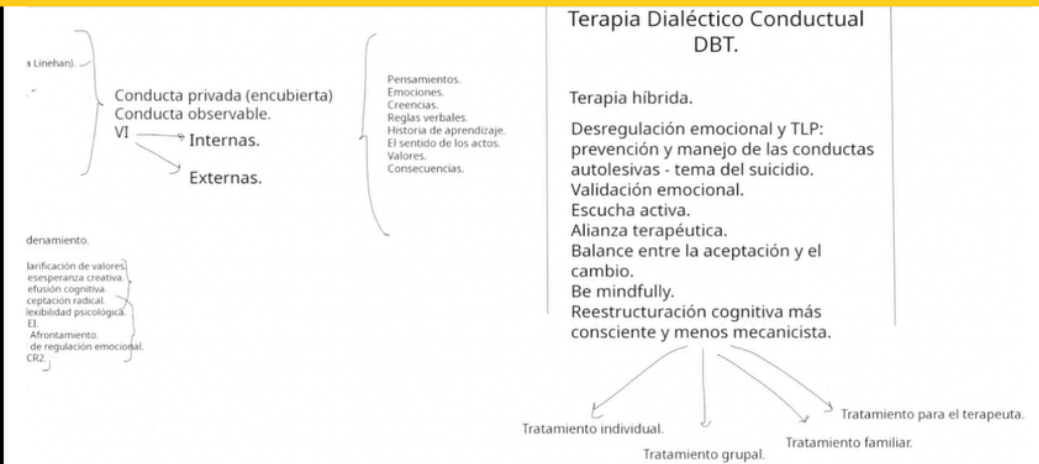 a Linehan).
Conducta privada (encubierta)
Conducta observable.
VI
Internas.
Externas.
denamiento.
larificación de valores.
esesperanza creativa.
efusión cognitiva.
ceptación radical.
lexibilidad psicológica.
EI.
Afrontamiento.
de regulación emocional.
CR2.
Pensamientos.
Emociones.
Creencias.
Reglas verbales.
Historia de aprendizaje.
El sentido de los actos.
Valores.
Consecuencias.
Terapia Dialéctico Conductual
DBT.
Terapia híbrida.
Desregulación emocional y TLP:
prevención y manejo de las conductas
autolesivas - tema del suicidio.
Validación emocional.
Escucha activa.
Alianza terapéutica.
Balance entre la aceptación y el
cambio.
Be mindfully.
Reestructuración cognitiva más
consciente y menos mecanicista.
Tratamiento individual.
Tratamiento grupal.
Tratamiento familiar.
Tratamiento para el terapeuta.